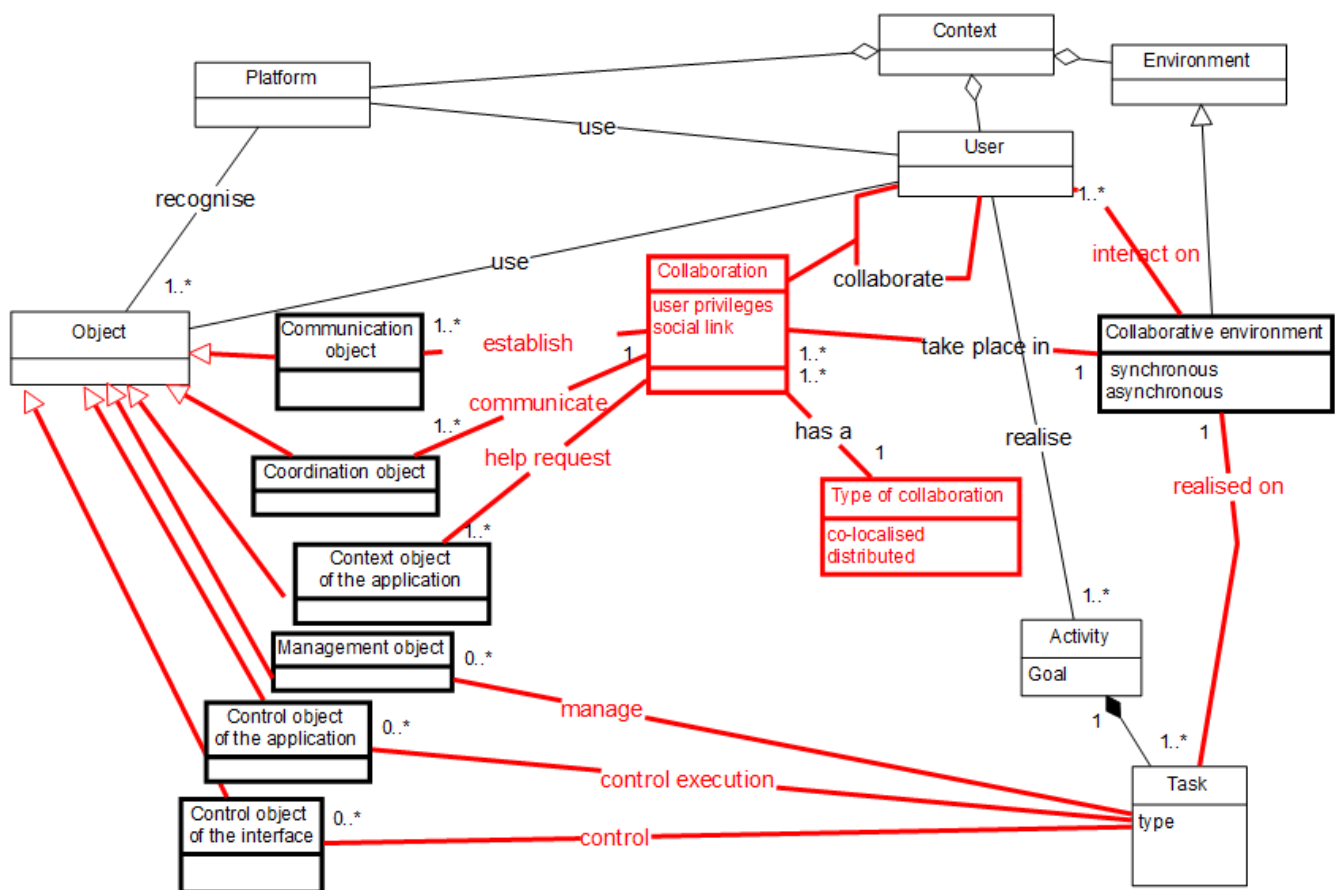 Context
Platform
Environment
use
User
recognise
1..*
interact on
use
Collaboration
collaborate
1..*
user privileges
social link
Object
Communication
object
1..*
establish
1
1..*
1..*
take place in
1
Collaborative environment
synchronous
asynchronous
communicate
1..*
has a
1
realise
1
help request
Coordination object
Type of collaboration
co-localised
distributed
realised on
1..*
Context object
of the application
1..*
Management object
0..*
Activity
Goal
manage
1
Control object
of the application
0..*
1..*
control execution
Task
type
Control object
of the interface
0..*
control